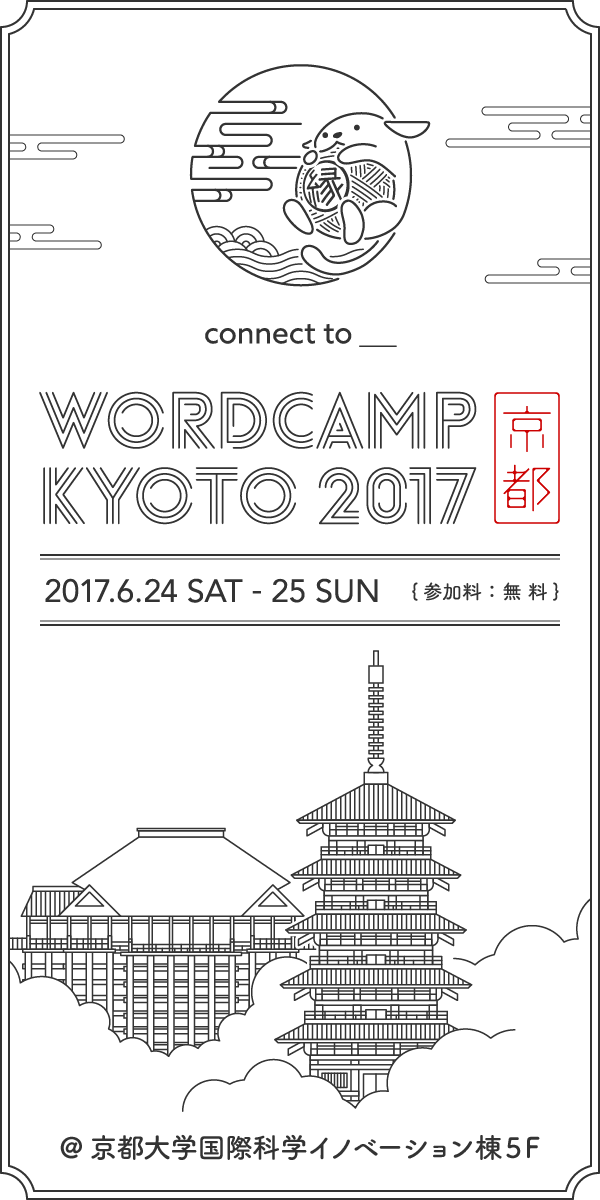 縁
connect to __
WORDCAMP
KYOTO 2017
京都
2017.6.24 SAT - 25 SUN {参加料：無 料}
@ 京都大学国際科学イノベーション棟5F